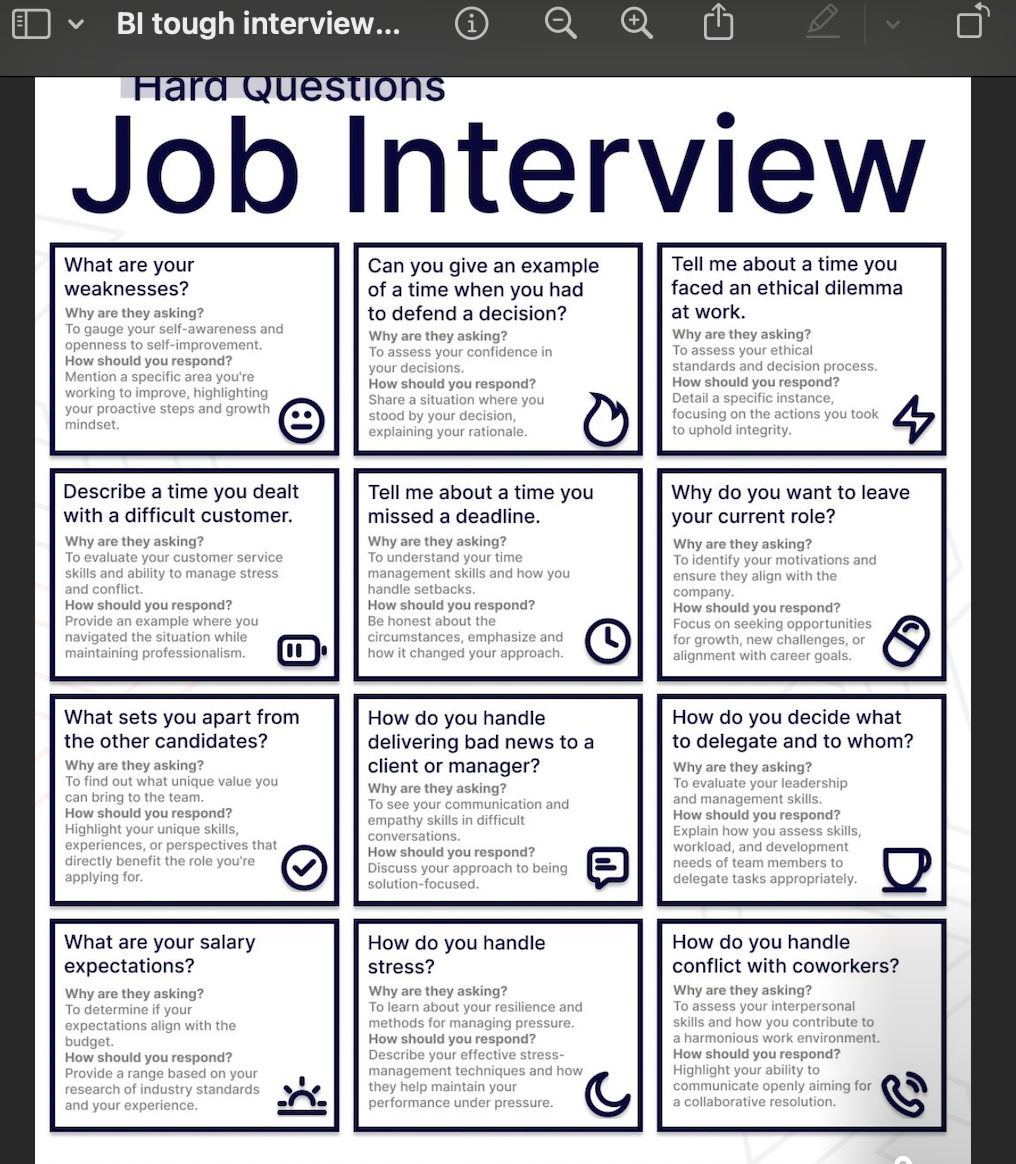 BI tough interview...
Hard Questions
Job Interview
What are your
weaknesses?
Why are they asking?
To gauge your self-awareness and
openness to self-improvement.
How should you respond?
Mention a specific area you're
working to improve, highlighting
your proactive steps and growth
mindset.
Can you give an example
of a time when you had
to defend a decision?
Why are they asking?
To assess your confidence in
your decisions.
How should you respond?
Share a situation where you
stood by your decision,
explaining your rationale.
Tell me about a time you
faced an ethical dilemma
at work.
Why are they asking?
To assess your ethical
standards and decision process.
How should you respond?
Detail a specific instance,
focusing on the actions you took
to uphold integrity.
Describe a time you dealt
with a difficult customer.
Why are they asking?
To evaluate your customer service
skills and ability to manage stress
and conflict.
How should you respond?
Provide an example where you
navigated the situation while
maintaining professionalism.
Tell me about a time you
missed a deadline.
Why are they asking?
To understand your time
management skills and how you
handle setbacks.
How should you respond?
Be honest about the
circumstances, emphasize and
how it changed your approach.
Why do you want to leave
your current role?
Why are they asking?
To identify your motivations and
ensure they align with the
company.
How should you respond?
Focus on seeking opportunities
for growth, new challenges, or
alignment with career goals.
What sets you apart from
the other candidates?
Why are they asking?
To find out what unique value you
can bring to the team.
How should you respond?
Highlight your unique skills,
experiences, or perspectives that
directly benefit the role you're
applying for.
How do you handle
delivering bad news to a
client or manager?
Why are they asking?
To see your communication and
empathy skills in difficult
conversations.
How should you respond?
Discuss your approach to being
solution-focused.
How do you decide what
to delegate and to whom?
Why are they asking?
To evaluate your leadership
and management skills.
How should you respond?
Explain how you assess skills,
workload, and development
needs of team members to
delegate tasks appropriately.
What are your salary
expectations?
Why are they asking?
To determine if your
expectations align with the
budget.
How should you respond?
Provide a range based on your
research of industry standards
and your experience.
How do you handle
stress?
Why are they asking?
To learn about your resilience and
methods for managing pressure.
How should you respond?
Describe your effective stress-
management techniques and how
they help maintain your
performance under pressure.
How do you handle
conflict with coworkers?
Why are they asking?
To assess your interpersonal
skills and how you contribute to
a harmonious work environment.
How should you respond?
Highlight your ability to
communicate openly aiming for
a collaborative resolution.